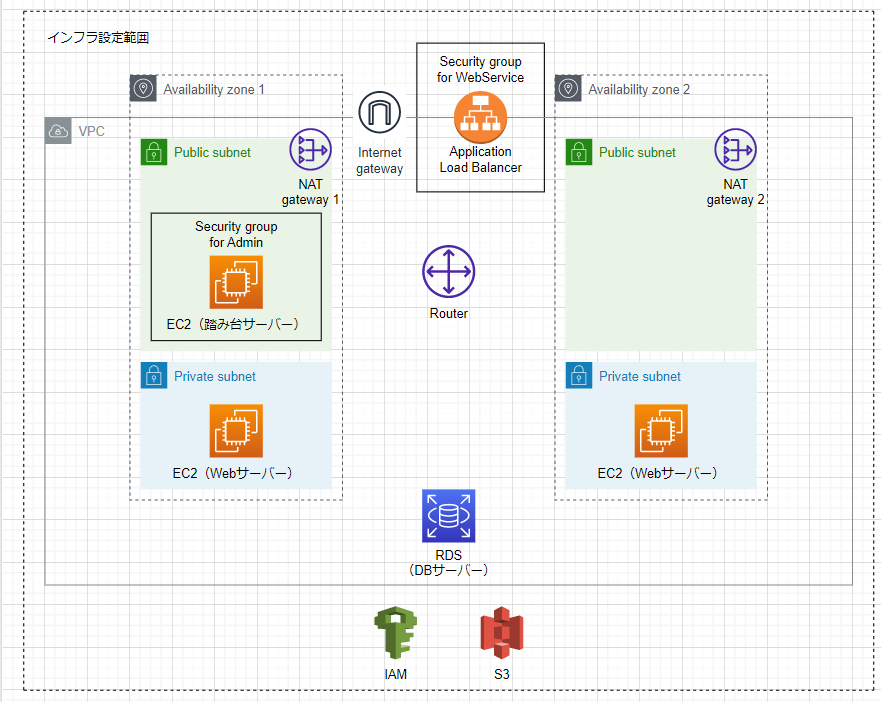 インフラ設定範囲
Security group
for WebService
Availability zone 1
Availability zone 2
VPC
Internet
gateway
Application
Load Balancer
Public subnet
Public subnet
NAT
gateway 1
NAT
gateway 2
Security group
for Admin
EC2（踏み台サーバー）
Router
Private subnet
Private subnet
EC2（Webサーバー）
EC2（Webサーバー）
RDS
（DBサーバー）
IAM
S3